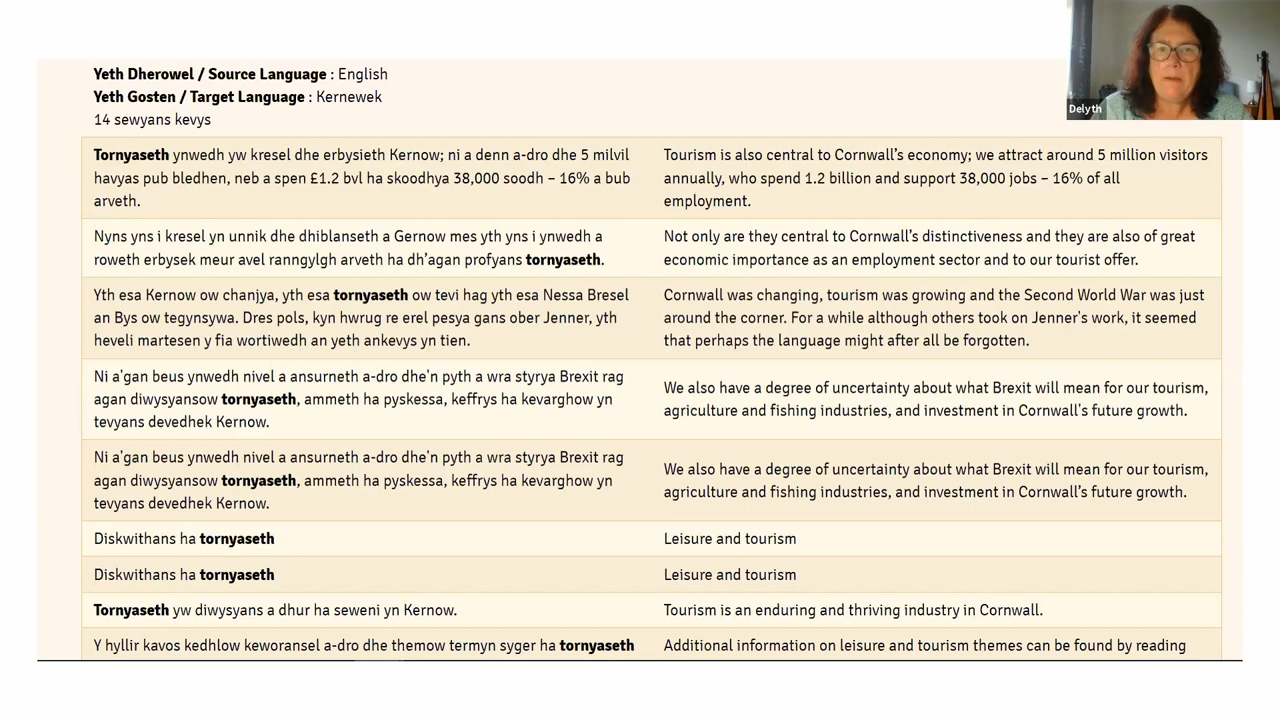 Yeth Dherowel / Source Language : English
Yeth Gosten / Target Language : Kernewek
14 sewyans kevys
Delyth
Tornyaseth ynwedh yw kresel dhe erbysieth Kernow; ni a denn a-dro dhe 5 milvil
havyas pub bledhen, neb a spen £1.2 bvl ha skoodhya 38,000 soodh – 16% a bub
arveth.
Tourism is also central to Cornwall’s economy; we attract around 5 million visitors
annually, who spend 1.2 billion and support 38,000 jobs – 16% of all
employment.
Nyns yns i kresel yn unnik dhe dhiblanseth a Gernow mes yth yns i ynwedh a
roweth erbysek meur avel ranngylgh arveth ha dh’agan profyans tornyaseth.
Not only are they central to Cornwall’s distinctiveness and they are also of great
economic importance as an employment sector and to our tourist offer.
Yth esa Kernow ow chanjya, yth esa tornyaseth ow tevi hag yth esa Nessa Bresel
an Bys ow tegynsywa. Dres pols, kyn hwrug re erel pesya gans ober Jenner, yth
heveli martesen y fia wortiwedh an yeth ankevys yn tien.
Cornwall was changing, tourism was growing and the Second World War was just
around the corner. For a while although others took on Jenner's work, it seemed
that perhaps the language might after all be forgotten.
Ni a'gan beus ynwedh nivel a ansurneth a-dro dhe'n pyth a wra styrya Brexit rag
agan diwysyansow tornyaseth, ammeth ha pyskessa, keffrys ha kevarghow yn
tevyans devedhek Kernow.
We also have a degree of uncertainty about what Brexit will mean for our tourism,
agriculture and fishing industries, and investment in Cornwall's future growth.
Ni a'gan beus ynwedh nivel a ansurneth a-dro dhe'n pyth a wra styrya Brexit rag
agan diwysyansow tornyaseth, ammeth ha pyskessa, keffrys ha kevarghow yn
tevyans devedhek Kernow.
We also have a degree of uncertainty about what Brexit will mean for our tourism,
agriculture and fishing industries, and investment in Cornwall’s future growth.
Diskwithans ha tornyaseth
Leisure and tourism
Diskwithans ha tornyaseth
Leisure and tourism
Tornyaseth yw diwysyans a dhur ha seweni yn Kernow.
Tourism is an enduring and thriving industry in Cornwall.
Y hyllir kavos kedhlow keworansel a-dro dhe themow termyn syger ha tornyaseth
Additional information on leisure and tourism themes can be found by reading